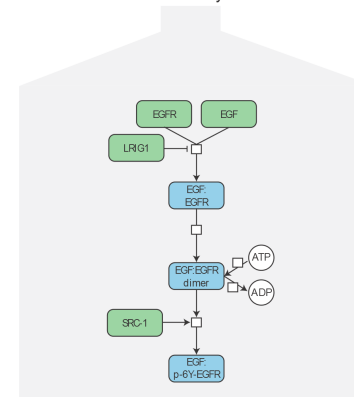 EGFR
EGF
LRIG1
EGF:
EGFR
ATP
EGF:EGFR
dimer
ADP
SRC-1
EGF:
p-6Y-EGFR